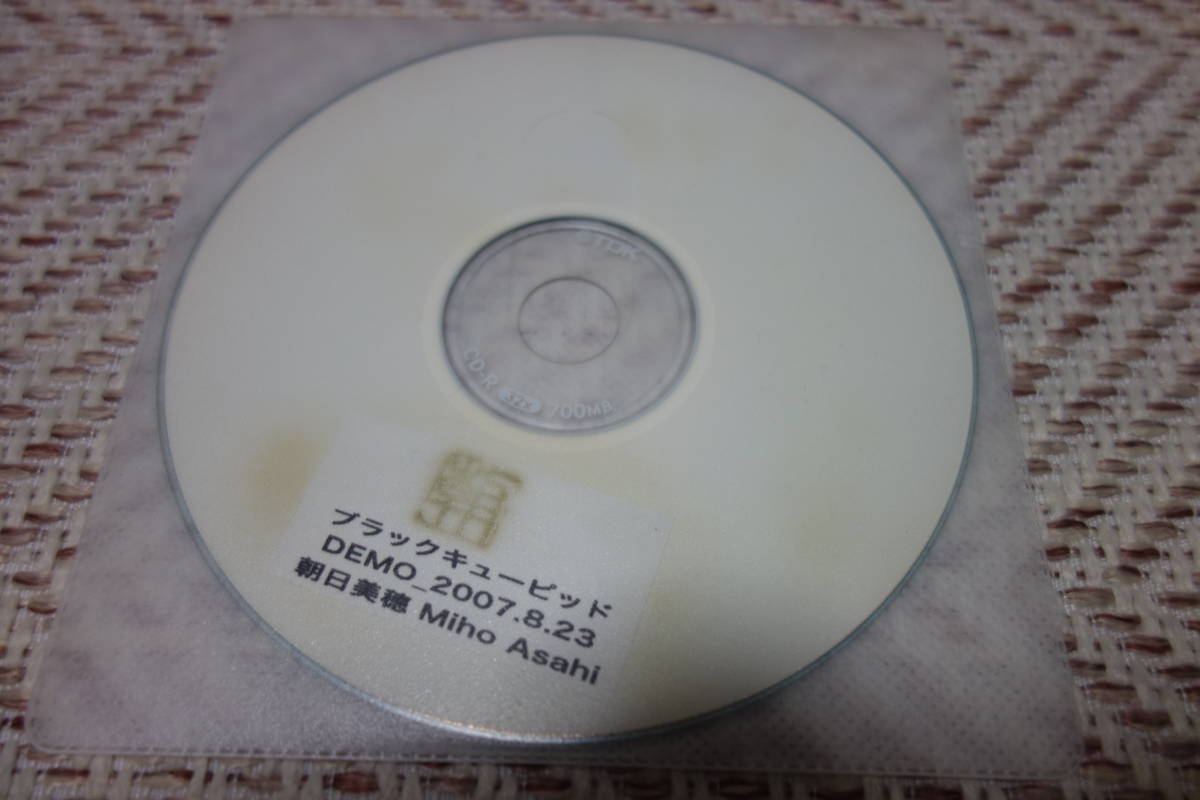 TDK
CD-R 32x 700MB
ブラックキューピッド
DEMO_2007.8.23
朝日美穂 Miho Asahi